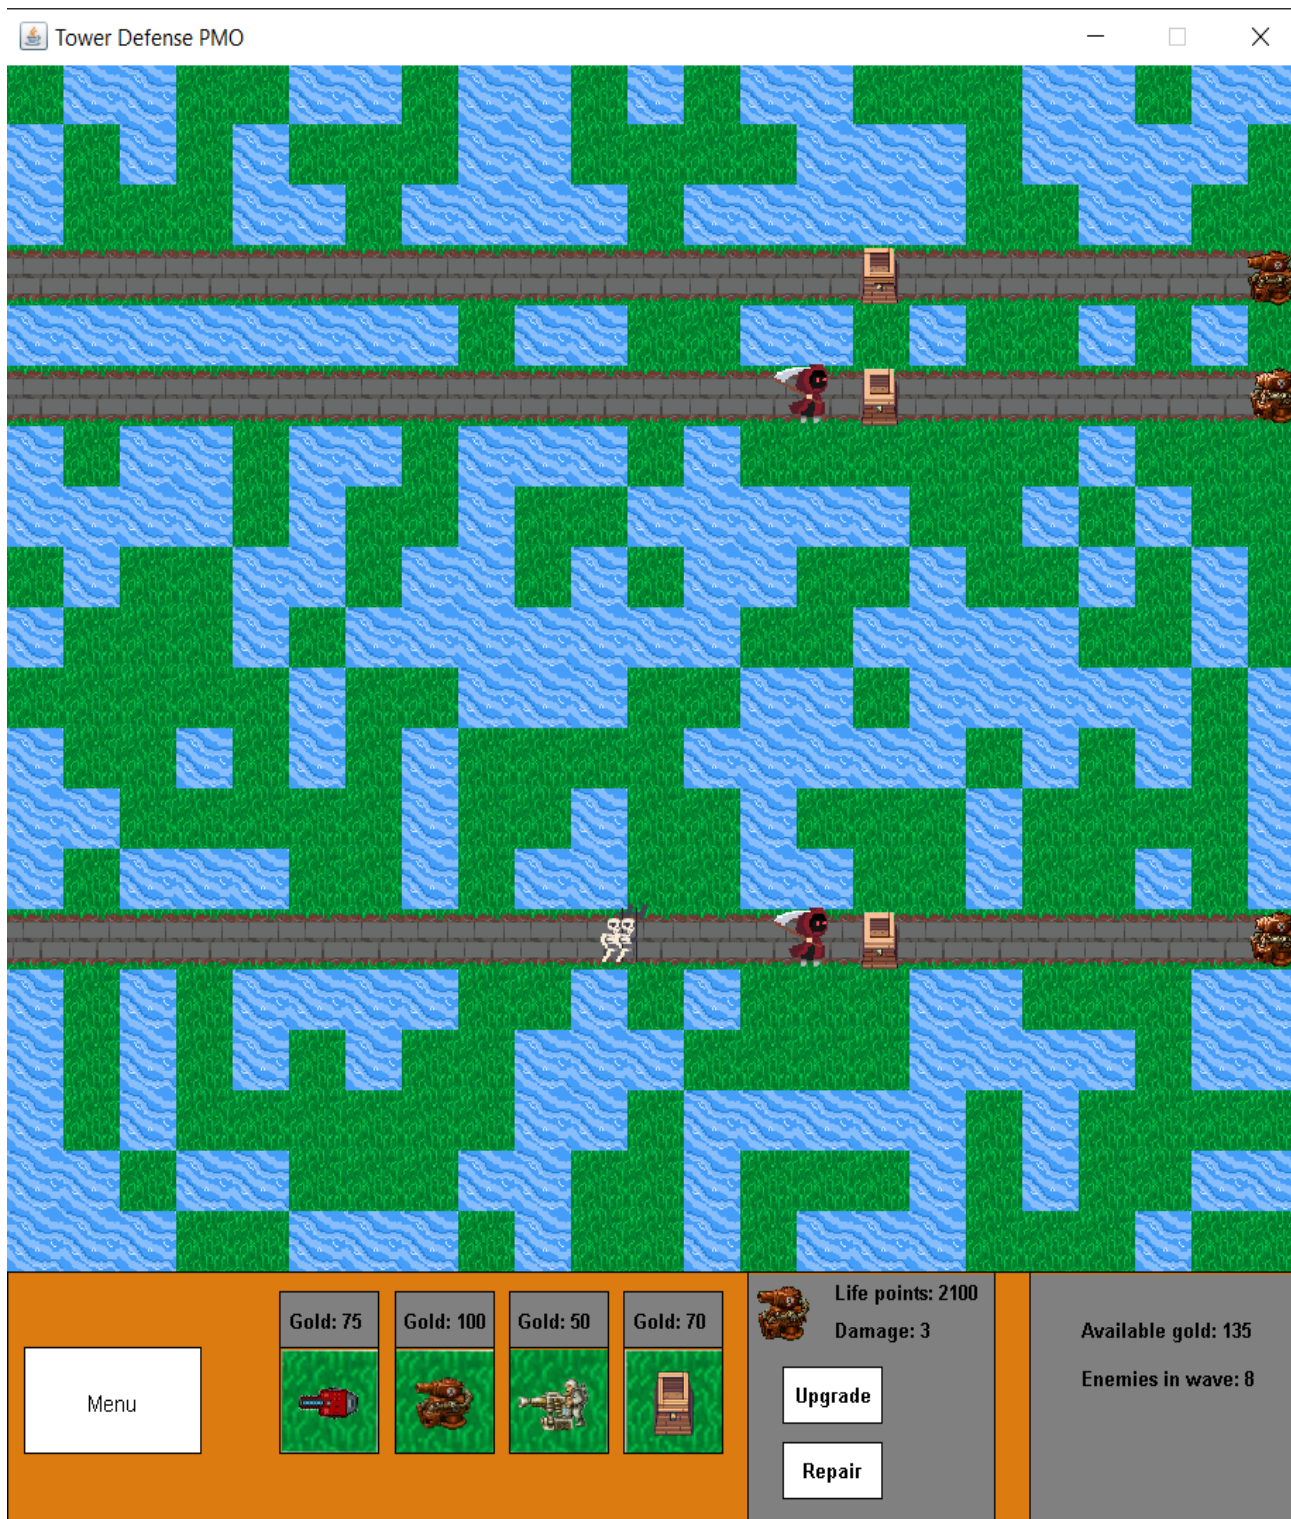 Tower Defense PMO
Gold: 75
Gold: 100
Gold: 50
Gold: 70
Menu
Life points: 2100
Damage: 3
Upgrade
Repair
Available gold: 135
Enemies in wave: 8